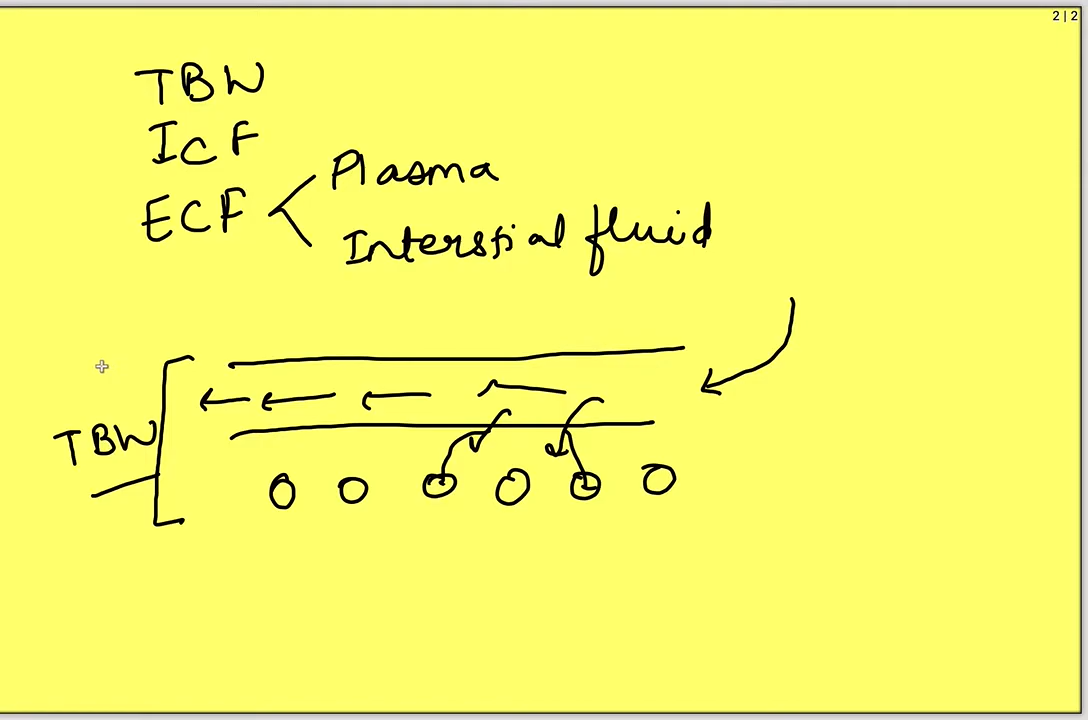 2|2
TBW
ICF
ECF < Plasma
Interstial fluid
TBW